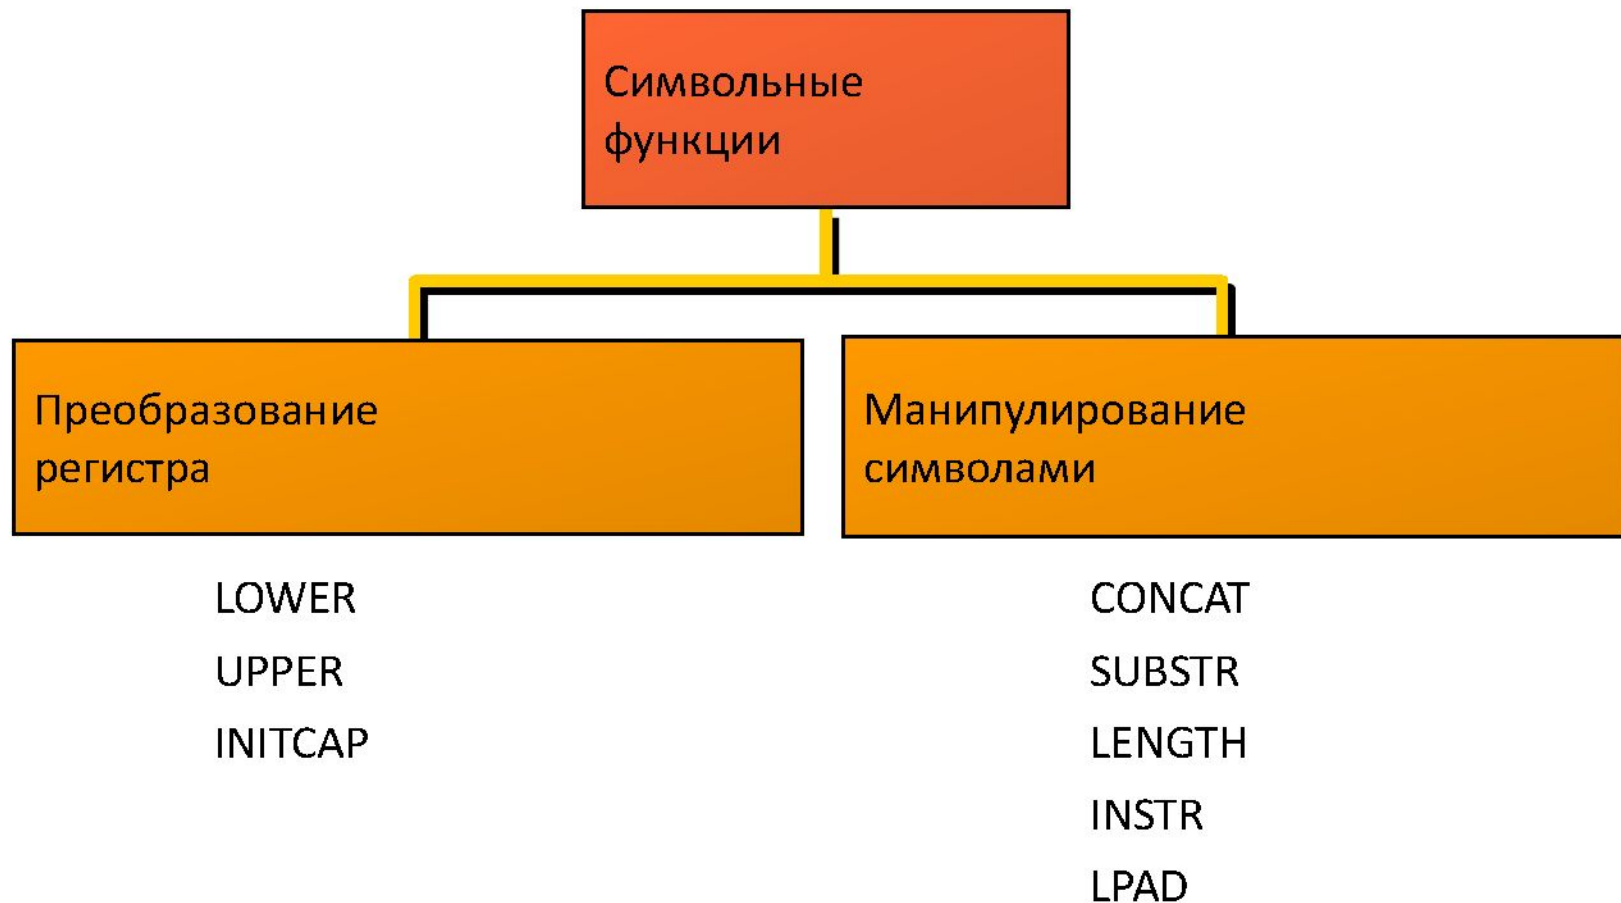 Символьные
функции
Преобразование
регистра
Манипулирование
символами
LOWER
UPPER
INITCAP
CONCAT
SUBSTR
LENGTH
INSTR
LPAD